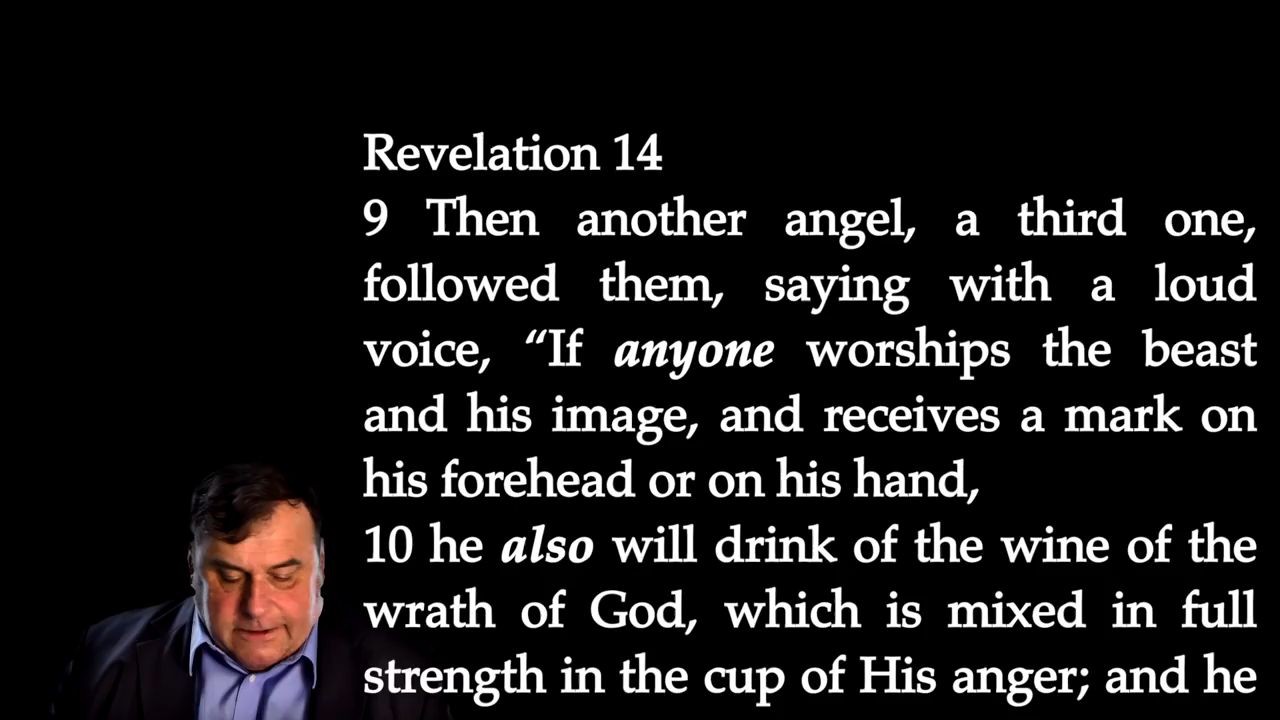 Revelation 14
9 Then another angel, a third one,
followed them, saying with a loud
voice, “If anyone worships the beast
and his image, and receives a mark on
his forehead or on his hand,
10 he also will drink of the wine of the
wrath of God, which is mixed in full
strength in the cup of His anger; and he